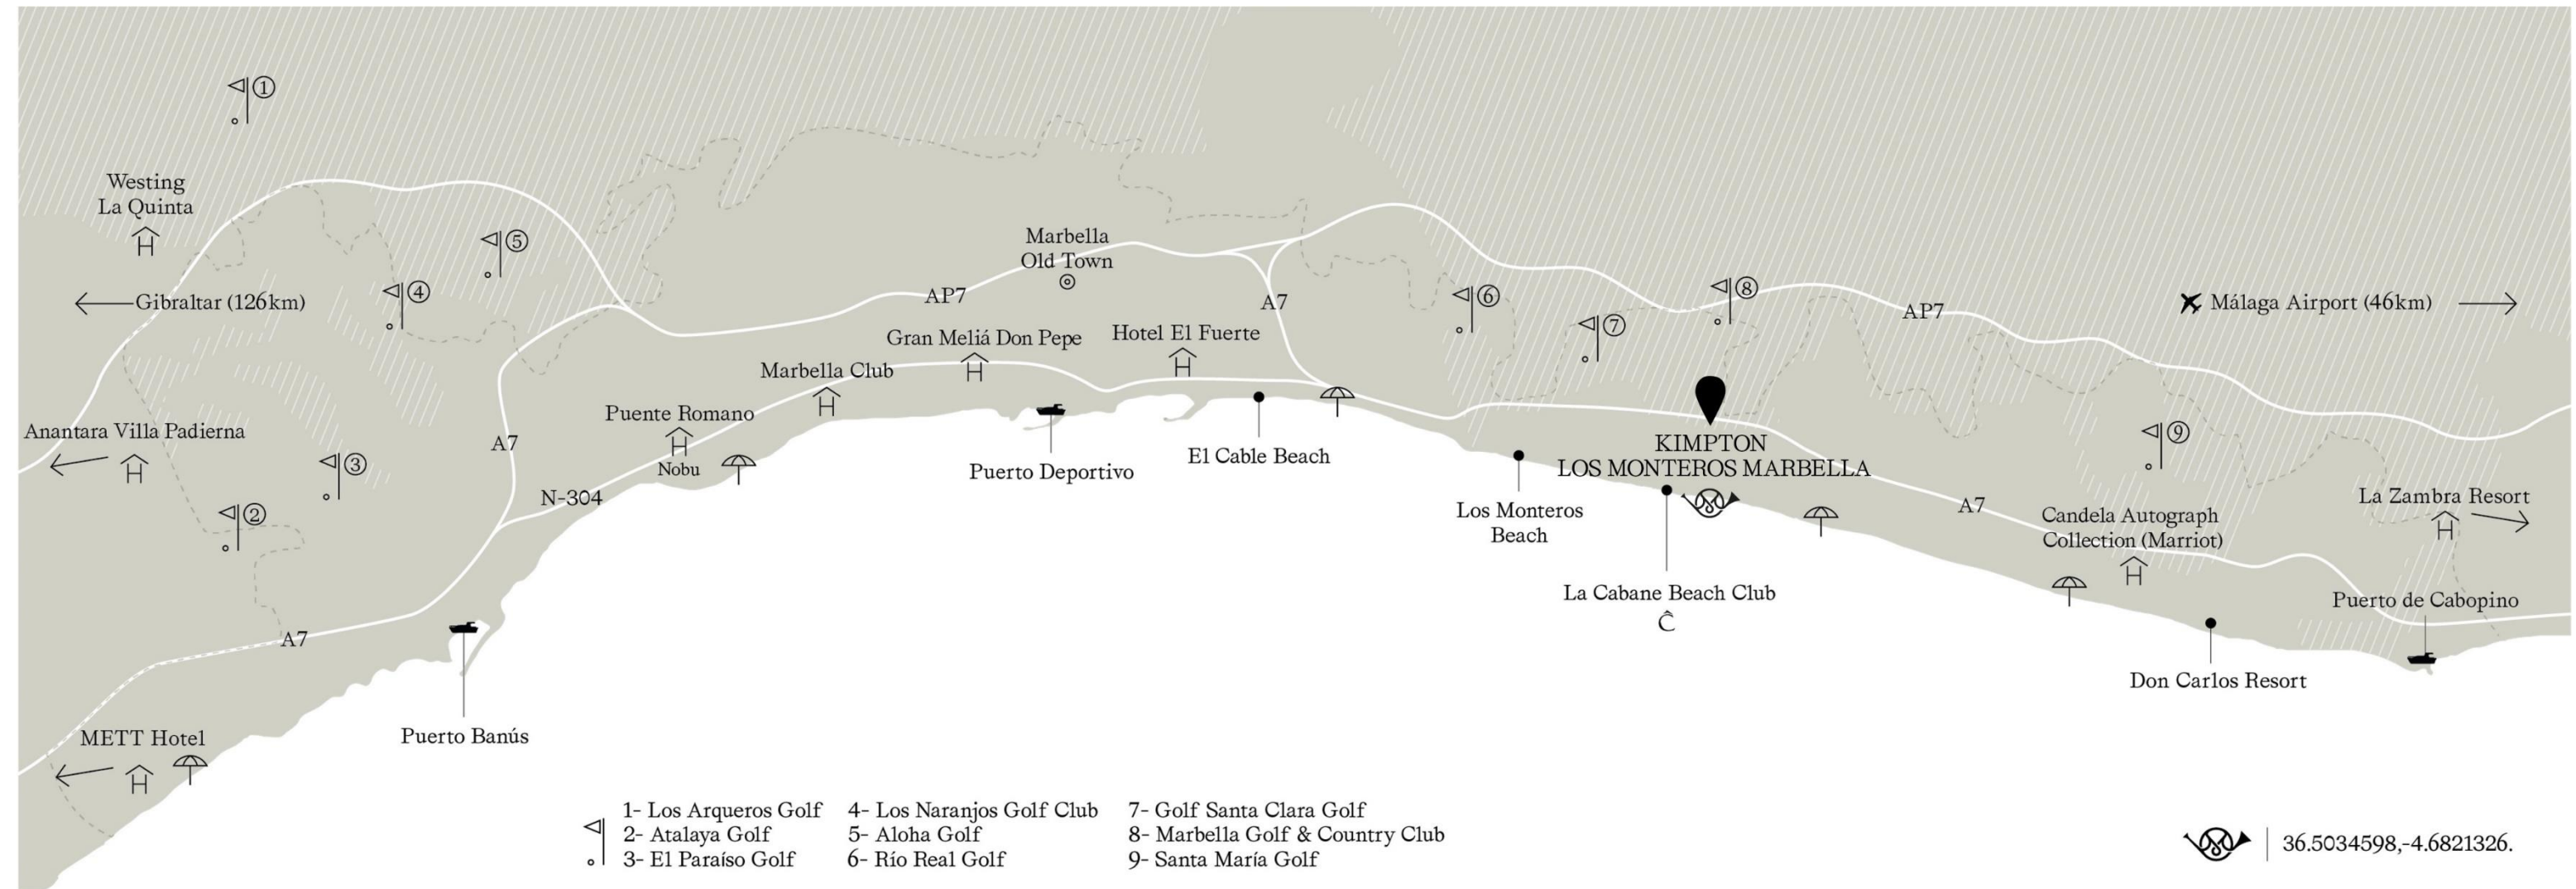 ①
Westing
La Quinta
⑤
④
Gibraltar (126km)
Marbella
Old Town
AP7
A7
⑥
⑦
⑧
AP7
Málaga Airport (46km)
Gran Meliá Don Pepe
Hotel El Fuerte
Marbella Club
Puente Romano
Nobu
Anantara Villa Padierna
③
②
A7
N-304
Puerto Deportivo
El Cable Beach
KIMPTON
LOS MONTEROS MARBELLA
Los Monteros
Beach
La Cabane Beach Club
Ĉ
A7
⑨
Candela Autograph
Collection (Marriot)
La Zambra Resort
Puerto de Cabopino
Don Carlos Resort
A7
Puerto Banús
METT Hotel
1- Los Arqueros Golf
2- Atalaya Golf
3- El Paraíso Golf
4- Los Naranjos Golf Club
5- Aloha Golf
6- Río Real Golf
7- Golf Santa Clara Golf
8- Marbella Golf & Country Club
9- Santa María Golf
36.5034598,-4.6821326.